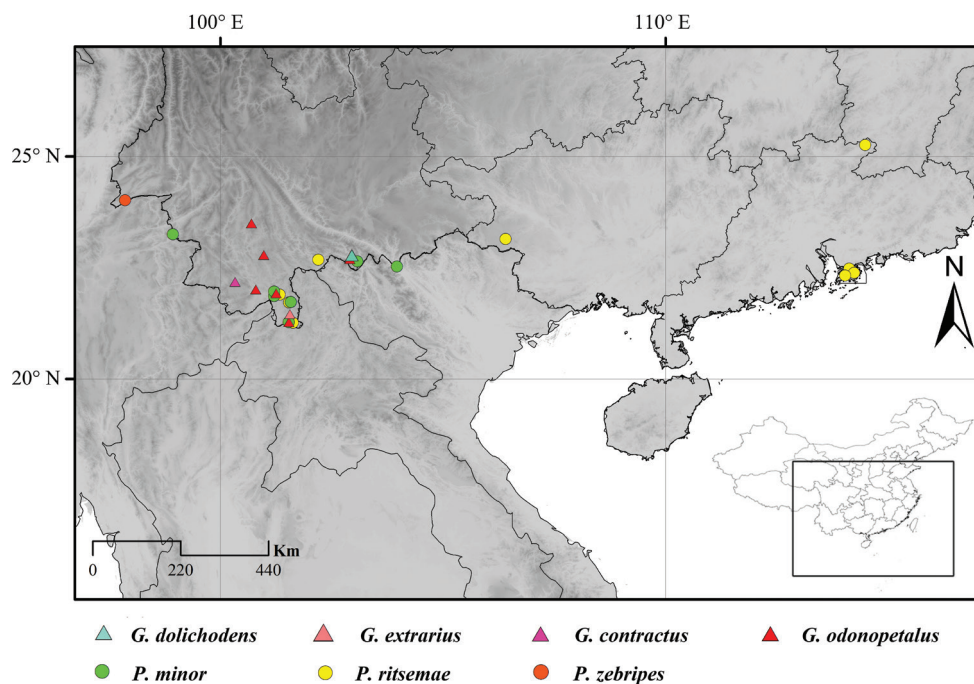 100° E 110° E
25° N
N
20° N
Km
0 220 440
G. dolichodens G. extrarius G. contractus G. odonopetalus
P. minor P. ritsemae P. zebripes